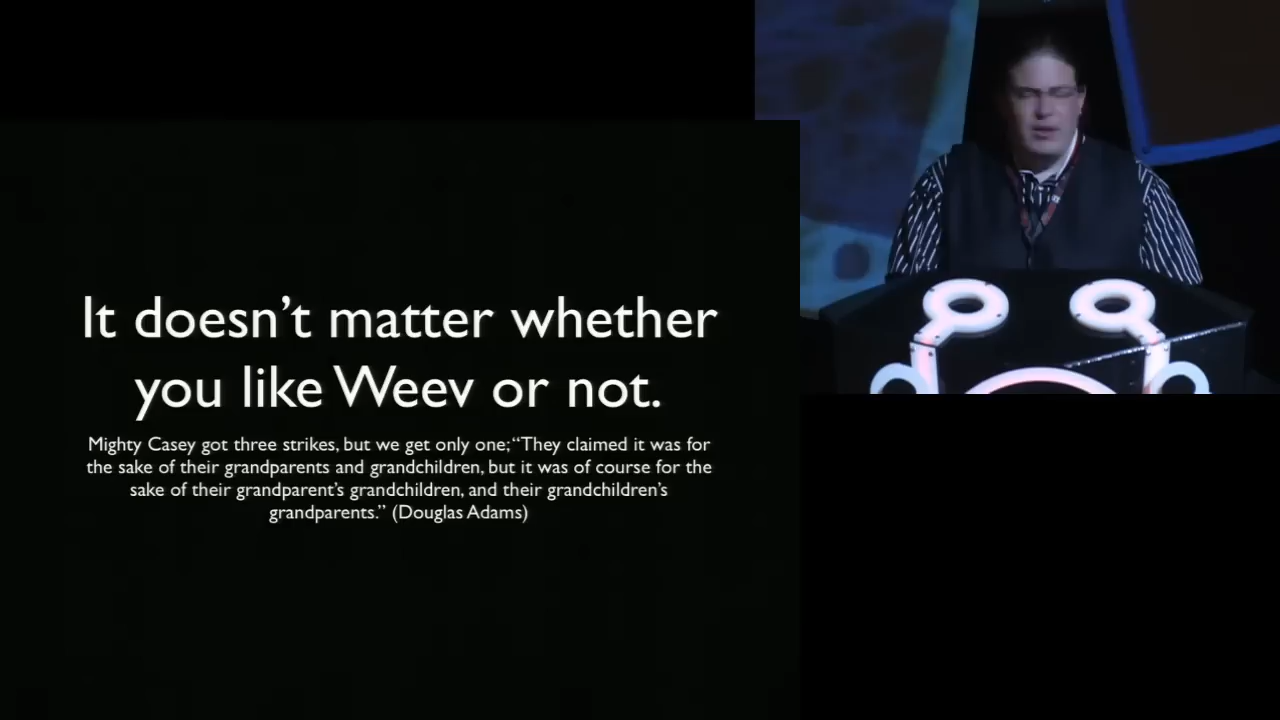 It doesn't matter whether
you like Weev or not.
Mighty Casey got three strikes, but we get only one; “They claimed it was for
the sake of their grandparents and grandchildren, but it was of course for the
sake of their grandparent's grandchildren, and their grandchildren's
grandparents.” (Douglas Adams)